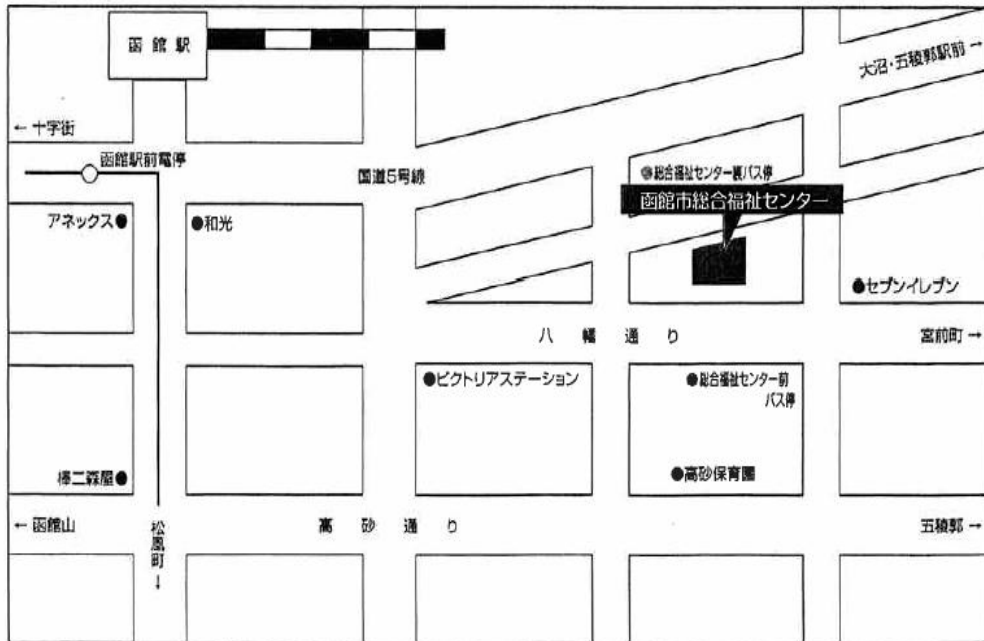 函館駅
大沼・五稜郭駅前 →
← 十字街
函館駅前電停
国道5号線
●総合福祉センター裏バス停
函館市総合福祉センター
アネックス●
●和光
●セブンイレブン
八幡通り
宮前町 →
●ビクトリアステーション
●総合福祉センター前
バス停
棒二森屋●
●高砂保育園
← 函館山
松風町↓
高砂通り
五稜郭 →